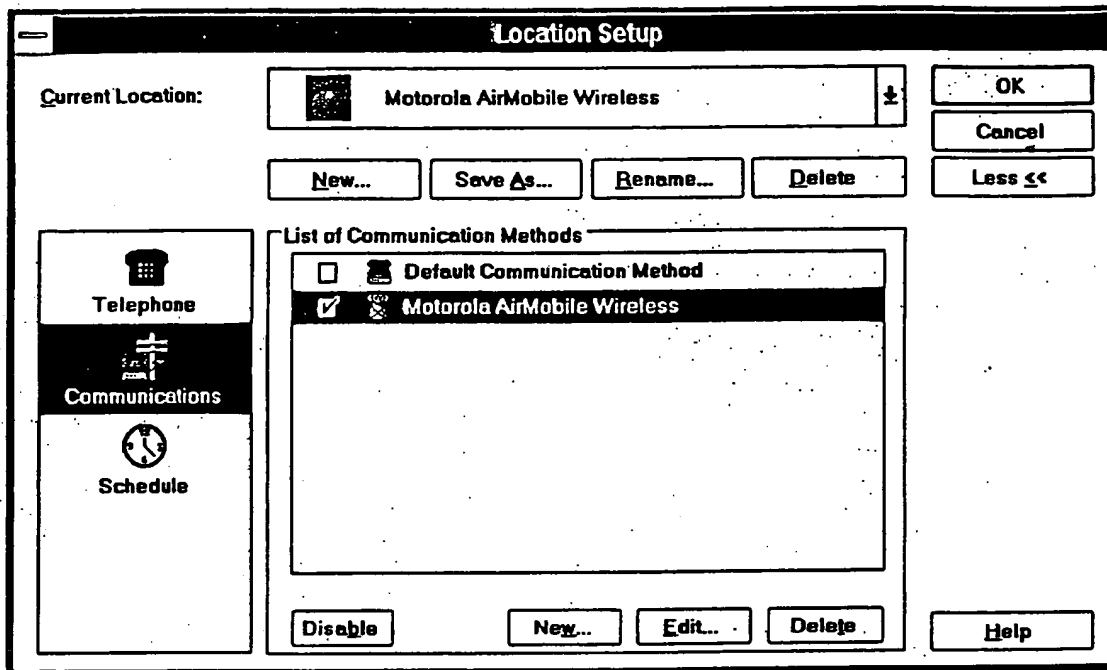 Location Setup
Current Location:
Motorola AirMobile Wireless
OK
Cancel
New...
Save As...
Rename...
Delete
Less <<
Telephone
Communications
Schedule
List of Communication Methods
Default Communication Method
Motorola AirMobile Wireless
Disable
New...
Edit...
Delete
Help